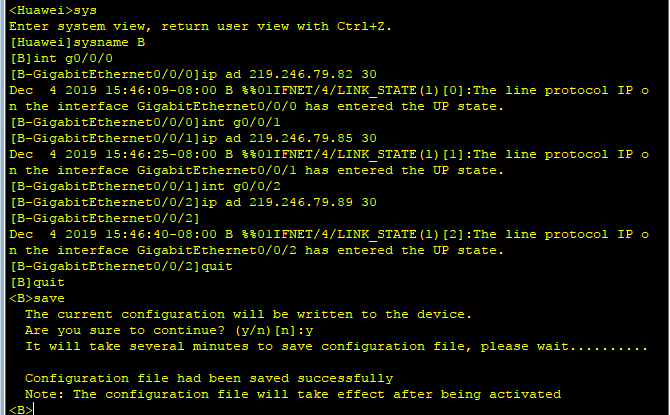 <Huawei>sys
Enter system view, return user view with Ctrl+Z.
[Huawei]sysname B
[B]int g0/0/0
[B-GigabitEthernet0/0/0]ip ad 219.246.79.82 30
Dec  4 2019 15:46:09-08:00 B %%01IFNET/4/LINK_STATE(l)[0]:The line protocol IP o
n the interface GigabitEthernet0/0/0 has entered the UP state.
[B-GigabitEthernet0/0/0]int g0/0/1
[B-GigabitEthernet0/0/1]ip ad 219.246.79.85 30
Dec  4 2019 15:46:25-08:00 B %%01IFNET/4/LINK_STATE(l)[1]:The line protocol IP o
n the interface GigabitEthernet0/0/1 has entered the UP state.
[B-GigabitEthernet0/0/1]int g0/0/2
[B-GigabitEthernet0/0/2]ip ad 219.246.79.89 30
[B-GigabitEthernet0/0/2]
Dec  4 2019 15:46:40-08:00 B %%01IFNET/4/LINK_STATE(l)[2]:The line protocol IP o
n the interface GigabitEthernet0/0/2 has entered the UP state.
[B-GigabitEthernet0/0/2]quit
[B]quit
<B>save
  The current configuration will be written to the device.
  Are you sure to continue? (y/n)[n]:y
  It will take several minutes to save configuration file, please wait..........
  Configuration file had been saved successfully
  Note: The configuration file will take effect after being activated
<B>